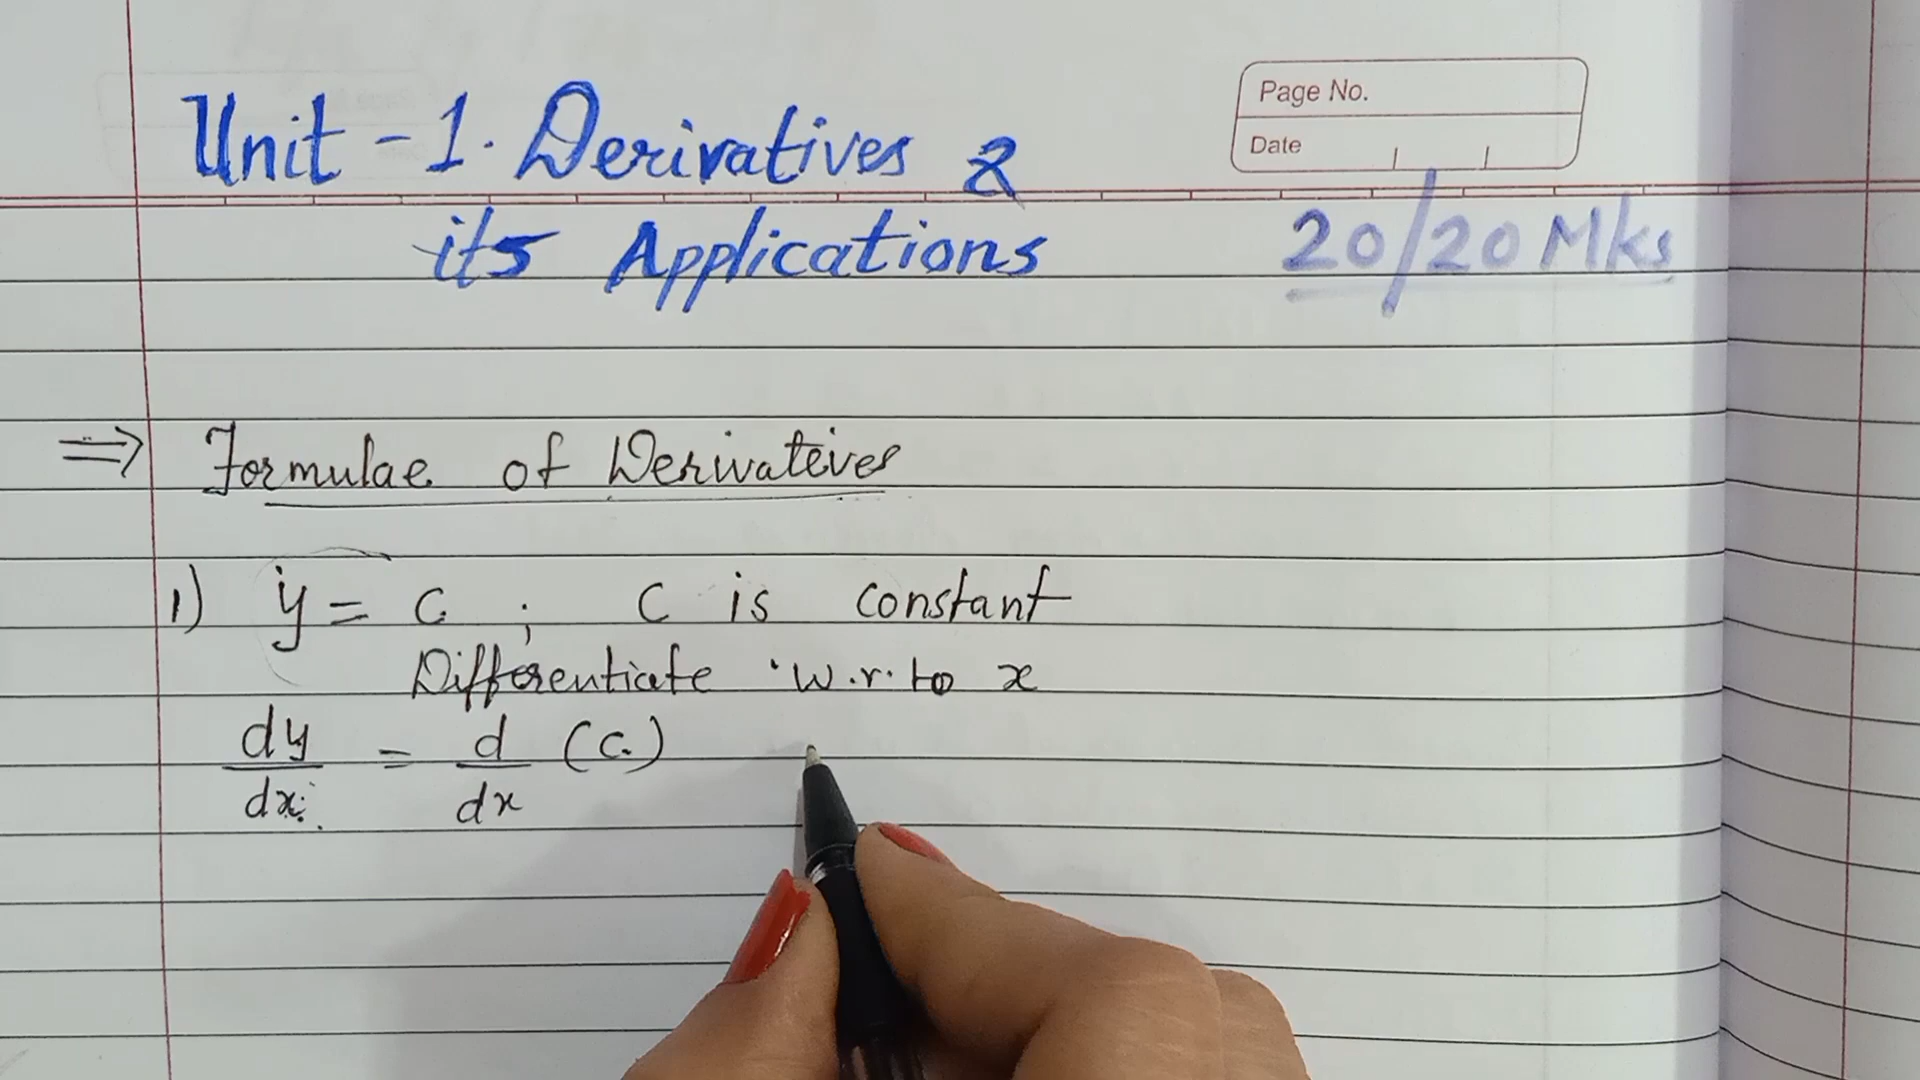 Page No.
Date
Unit - 1. Derivatives &
its Applications
20/20 Mks
⇒ Formulae of Derivatives
1) y = c ; c is constant
Differentiate w.r. to x
dy/dx = d/dx (c)